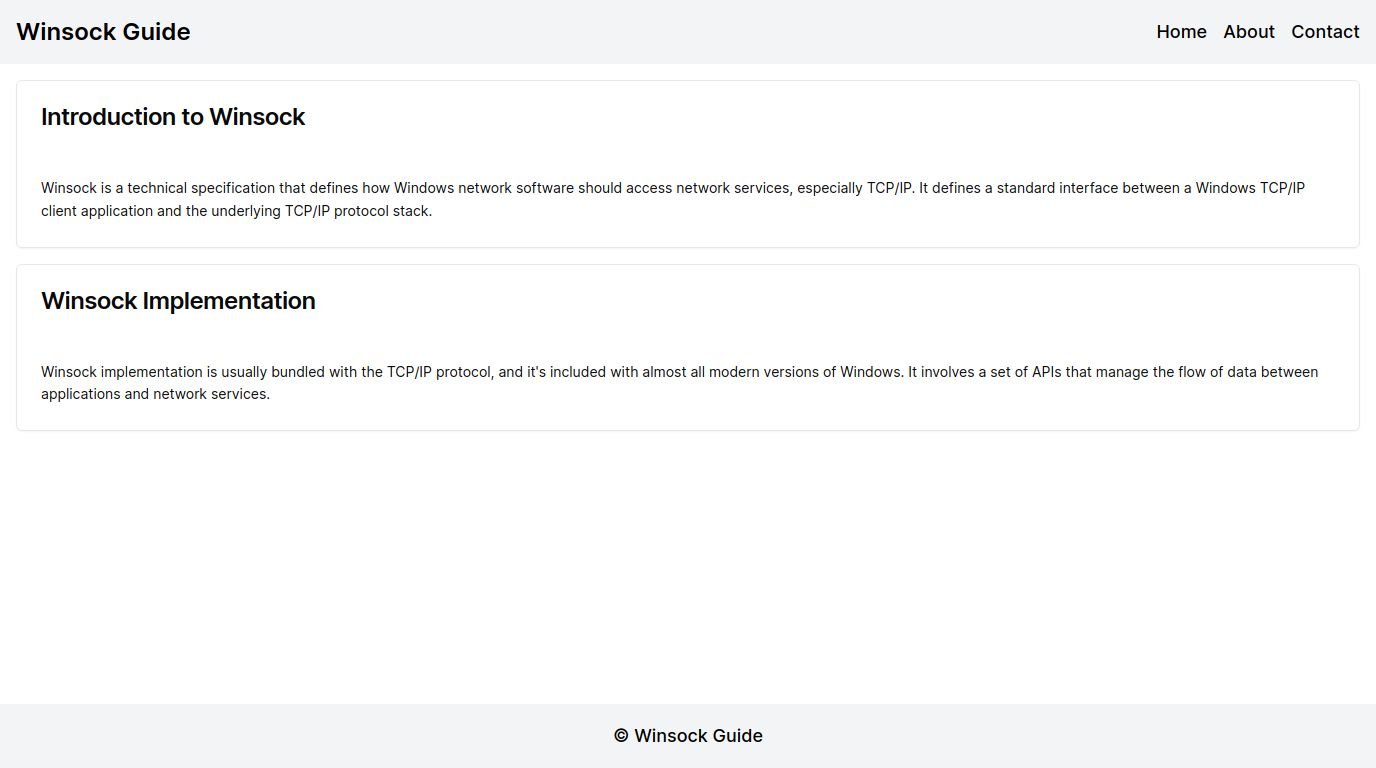 Winsock Guide
Home About Contact
Introduction to Winsock
Winsock is a technical specification that defines how Windows network software should access network services, especially TCP/IP. It defines a standard interface between a Windows TCP/IP
client application and the underlying TCP/IP protocol stack.
Winsock Implementation
Winsock implementation is usually bundled with the TCP/IP protocol, and it's included with almost all modern versions of Windows. It involves a set of APIs that manage the flow of data between
applications and network services.
© Winsock Guide